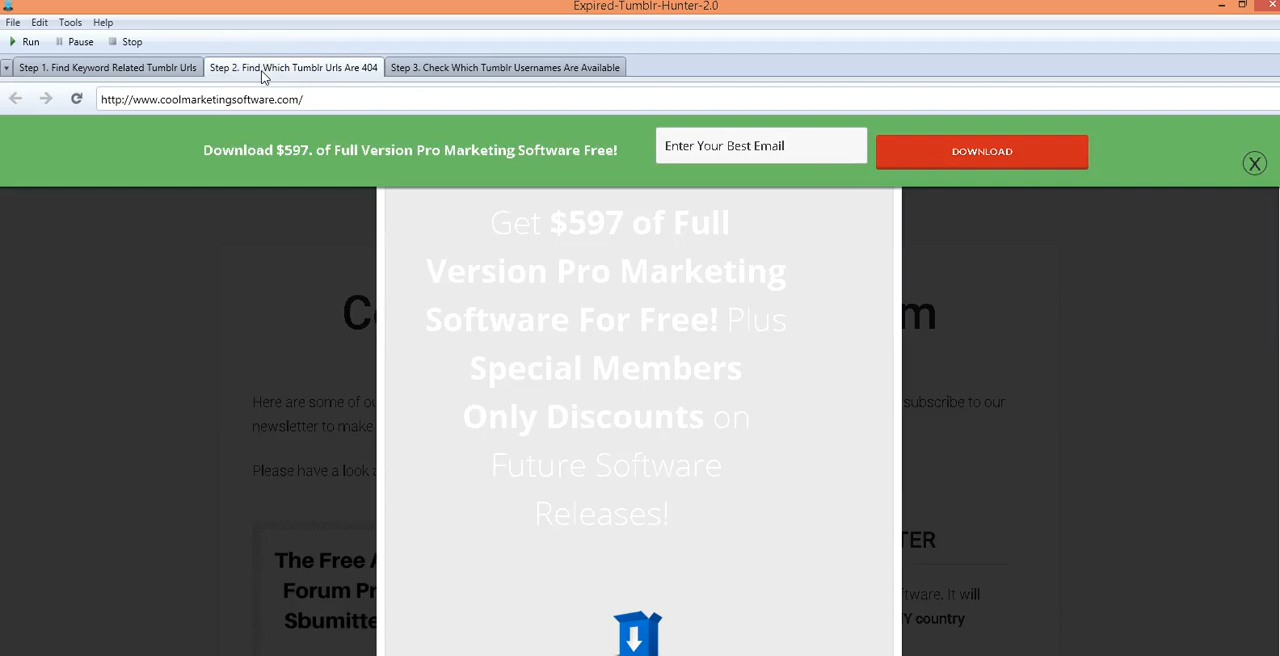 Expired-Tumblr-Hunter-2.0
File Edit Tools Help
Run Pause Stop
Step 1. Find Keyword Related Tumblr Urls Step 2. Find Which Tumblr Urls Are 404 Step 3. Check Which Tumblr Usernames Are Available
http://www.coolmarketingsoftware.com/
Download $597. of Full Version Pro Marketing Software Free! Enter Your Best Email DOWNLOAD X
Get $597 of Full
Version Pro Marketing
Software For Free! Plus
Special Members
Only Discounts on
Future Software
Releases!
Here are some of
subscribe to our
newsletter to make
Please have a look
The Free
Forum
Sbumitte
TER
ftware. It will
Y country